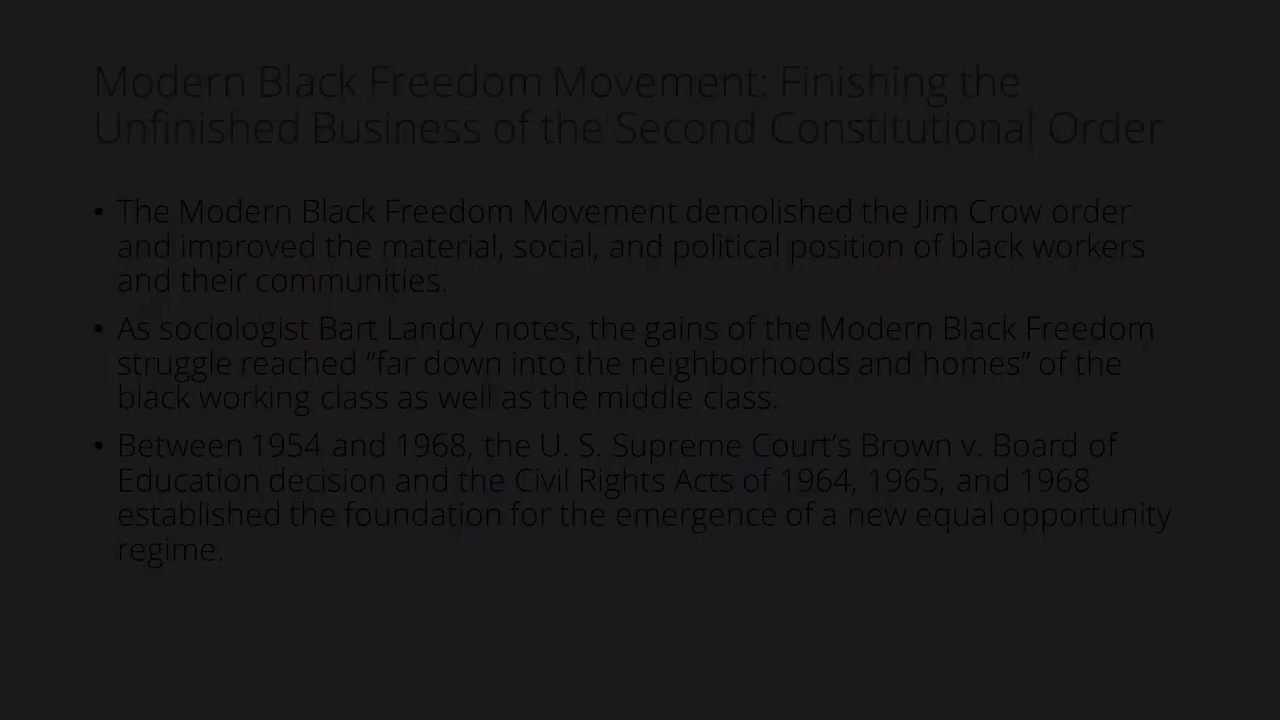 Modern Black Freedom Movement: Finishing the
Unfinished Business of the Second Constitutional Order
• The Modern Black Freedom Movement demolished the Jim Crow order
and improved the material, social, and political position of black workers
and their communities.
• As sociologist Bart Landry notes, the gains of the Modern Black Freedom
struggle reached “far down into the neighborhoods and homes” of the
black working class as well as the middle class.
• Between 1954 and 1968, the U. S. Supreme Court’s Brown v. Board of
Education decision and the Civil Rights Acts of 1964, 1965, and 1968
established the foundation for the emergence of a new equal opportunity
regime.